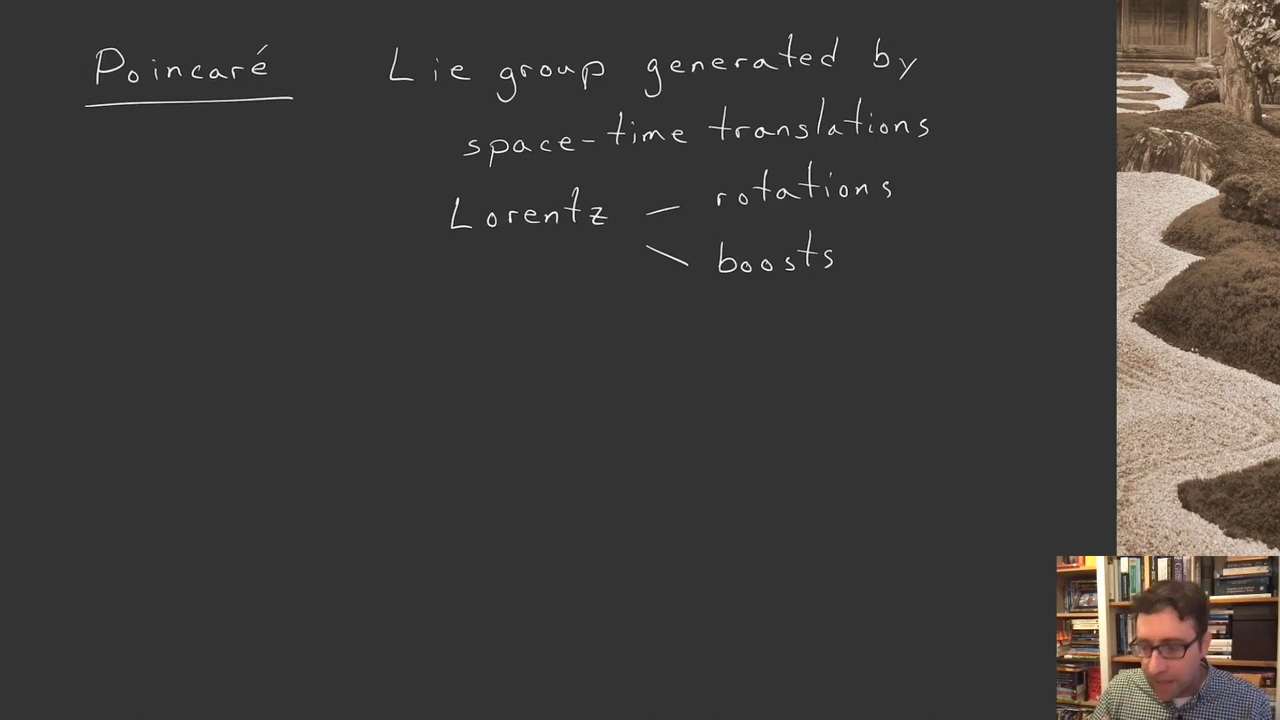 Poincaré Lie group generated by
space-time translations
Lorentz — rotations
\ boosts